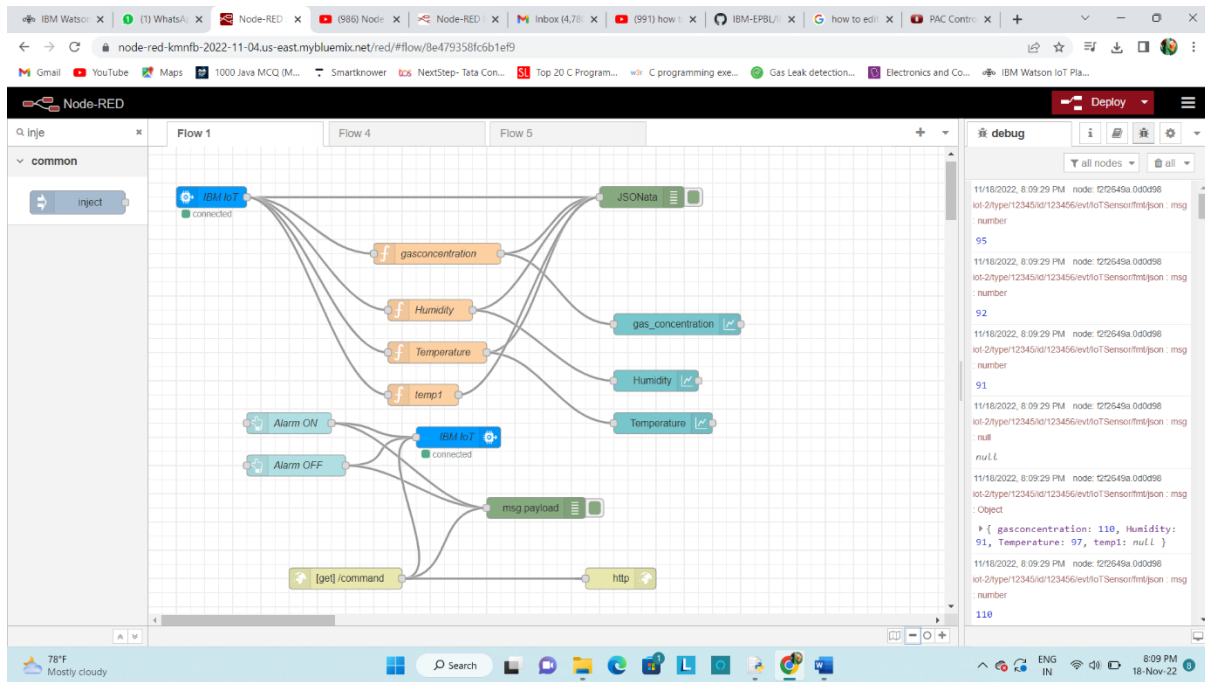 IBM Watson
(1) WhatsA
Node-RED
(986) Node
Node-RED
M Inbox (4,78
(991) how t
IBM-EPBL/
G how to edit
PAC Contro
node-red-kmnfb-2022-11-04.us-east.mybluemix.net/red/#flow/8e479358fc6b1ef9
Gmail
YouTube
Maps
1000 Java MCQ (M...
Smartknower
NextStep- Tata Con...
Top 20 C Program...
C programming exe...
Gas Leak detection...
Electronics and Co...
IBM Watson IoT Pla...
Node-RED
Deploy
inje
Flow 1
Flow 4
Flow 5
debug
common
all nodes
all
inject
IBM IoT
connected
JSONata
gasconcentration
Humidity
gas_concentration
Temperature
Humidity
temp1
Temperature
Alarm ON
IBM IoT
connected
Alarm OFF
msg.payload
[get] /command
http
11/18/2022, 8:09:29 PM node: f2f2649a.0d0d98
iot-2/type/12345/id/123456/evt/IoTSensor/fmt/json : msg
: number
95
11/18/2022, 8:09:29 PM node: f2f2649a.0d0d98
iot-2/type/12345/id/123456/evt/IoTSensor/fmt/json : msg
: number
92
11/18/2022, 8:09:29 PM node: f2f2649a.0d0d98
iot-2/type/12345/id/123456/evt/IoTSensor/fmt/json : msg
: number
91
11/18/2022, 8:09:29 PM node: f2f2649a.0d0d98
iot-2/type/12345/id/123456/evt/IoTSensor/fmt/json : msg
: null
null
11/18/2022, 8:09:29 PM node: f2f2649a.0d0d98
iot-2/type/12345/id/123456/evt/IoTSensor/fmt/json : msg
: Object
{ gasconcentration: 110, Humidity:
91, Temperature: 97, temp1: null }
11/18/2022, 8:09:29 PM node: f2f2649a.0d0d98
iot-2/type/12345/id/123456/evt/IoTSensor/fmt/json : msg
: number
110
78°F
Mostly cloudy
Search
ENG
IN
8:09 PM
18-Nov-22
8